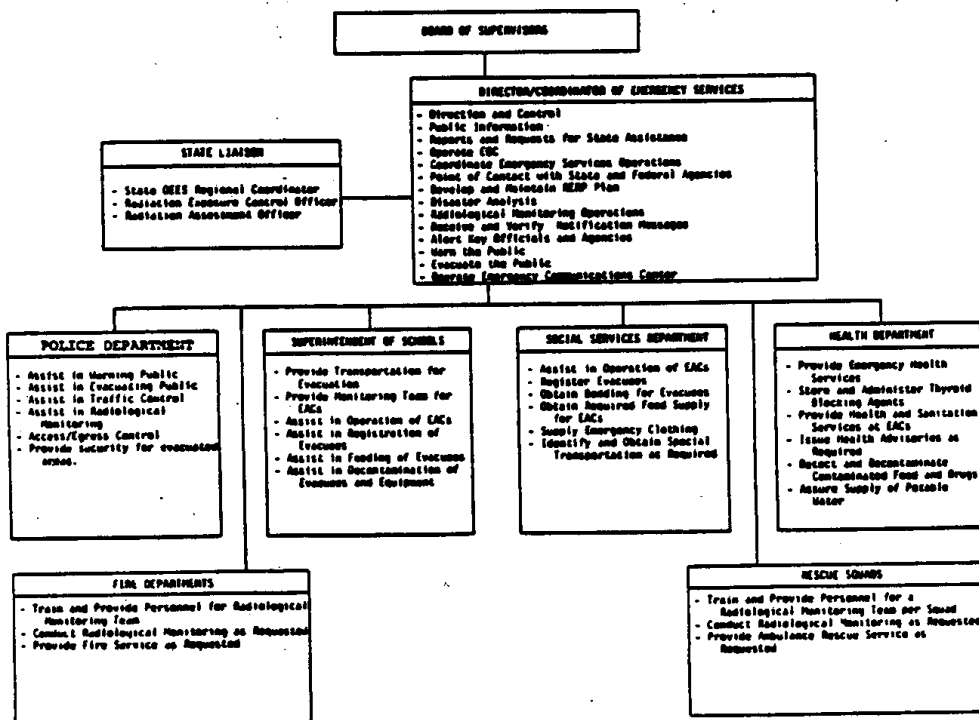 BOARD OF SUPERVISORS
DIRECTOR/COORDINATOR OF EMERGENCY SERVICES
- Direction and Control
- Public Information
- Reports and Requests for State Assistance
- Operate EOC
- Coordinate Emergency Services Operations
- Point of Contact with State and Federal Agencies
- Develop and Maintain RERP Plan
- Disaster Analysis
- Radiological Monitoring Operations
- Receive and Verify Notification Messages
- Alert Key Officials and Agencies
- Warn the Public
- Evacuate the Public
- Operate Emergency Communications Center
STATE LIAISON
- State OEES Regional Coordinator
- Radiation Exposure Control Officer
- Radiation Assessment Officer
POLICE DEPARTMENT
- Assist in Warning Public
- Assist in Evacuating Public
- Assist in Traffic Control
- Assist in Radiological
Monitoring
- Access/Egress Control
- Provide security for evacuated
areas.
SUPERINTENDENT OF SCHOOLS
- Provide Transportation for
Evacuation
- Provide Monitoring Team for
EACs
- Assist in Operation of EACs
- Assist in Registration of
Evacuees
- Assist in Feeding of Evacuees
- Assist in Decontamination of
Evacuees and Equipment
SOCIAL SERVICES DEPARTMENT
- Assist in Operation of EACs
- Register Evacuees
- Obtain Bedding for Evacuees
- Obtain Required Food Supply
for EACs
- Supply Emergency Clothing
- Identify and Obtain Special
Transportation as Required
HEALTH DEPARTMENT
- Provide Emergency Health
Services
- Store and Administer Thyroid
Blocking Agents
- Provide Health and Sanitation
Services at EACs
- Issue Health Advisories as
Required
- Detect and Decontaminate
Contaminated Food and Drugs
- Assure Supply of Potable
Water
FIRE DEPARTMENTS
- Train and Provide Personnel for Radiological
Monitoring Team
- Conduct Radiological Monitoring as Requested
- Provide Fire Service as Requested
RESCUE SQUADS
- Train and Provide Personnel for a
Radiological Monitoring Team per Squad
- Conduct Radiological Monitoring as Requested
- Provide Ambulance Rescue Service as
Requested